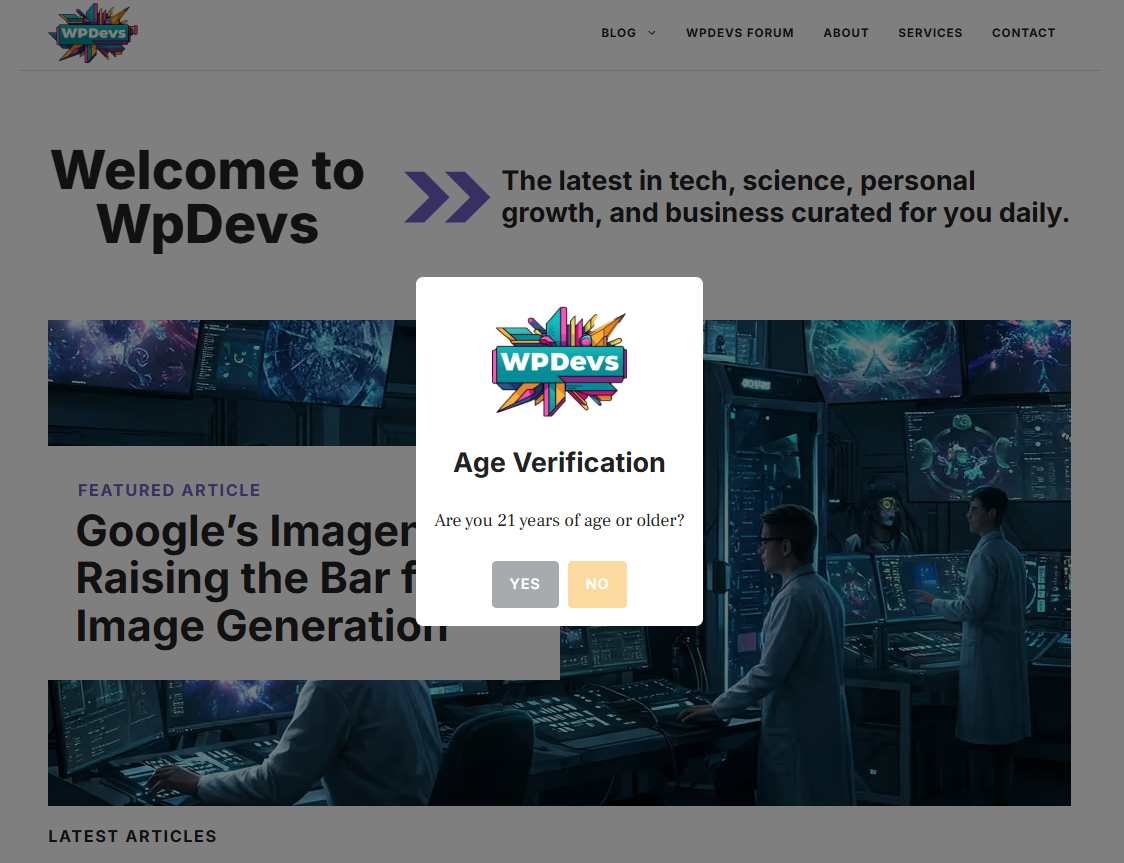 WPDevs
BLOG
WPDEVS FORUM
ABOUT
SERVICES
CONTACT
Welcome to
WpDevs
The latest in tech, science, personal
growth, and business curated for you daily.
WPDevs
Age Verification
Are you 21 years of age or older?
YES
NO
FEATURED ARTICLE
Google’s Imagen
Raising the Bar f
Image Generation
LATEST ARTICLES